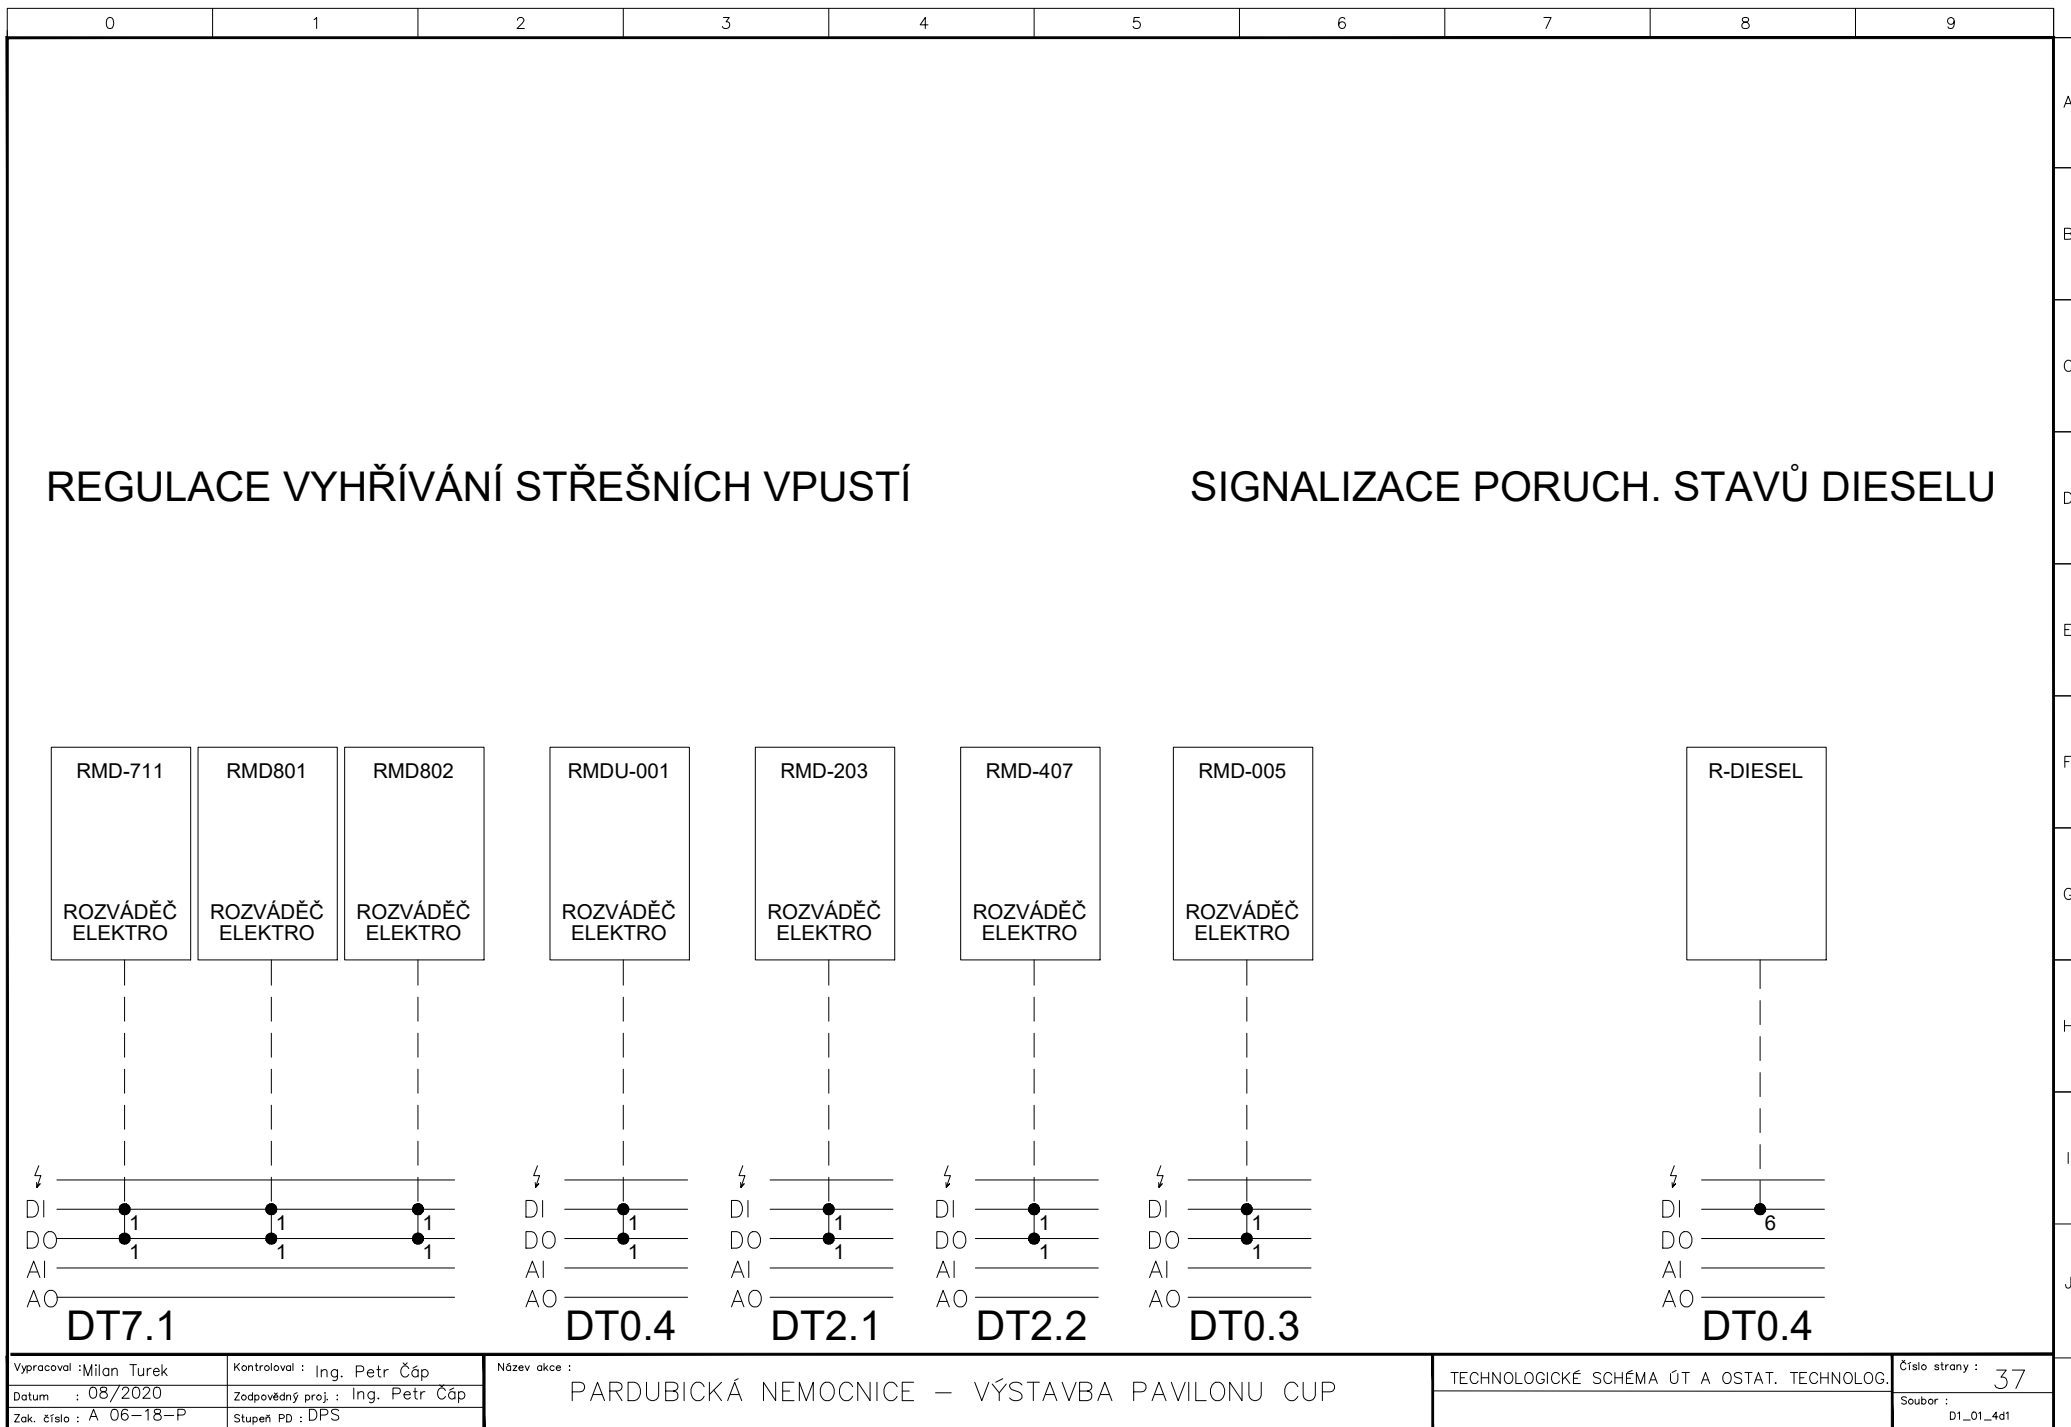 0 1 2 3 4 5 6 7 8 9
A
B
C
D
E
F
G
H
I
J
REGULACE VYHŘÍVÁNÍ STŘEŠNÍCH VPUSTÍ
SIGNALIZACE PORUCH. STAVŮ DIESELU
RMD-711
ROZVÁDĚČ
ELEKTRO
RMD801
ROZVÁDĚČ
ELEKTRO
RMD802
ROZVÁDĚČ
ELEKTRO
RMDU-001
ROZVÁDĚČ
ELEKTRO
RMD-203
ROZVÁDĚČ
ELEKTRO
RMD-407
ROZVÁDĚČ
ELEKTRO
RMD-005
ROZVÁDĚČ
ELEKTRO
R-DIESEL
DI 1 1 1
DO 1 1 1
AI
AO
DT7.1
DI 1
DO 1
AI
AO
DT0.4
DI 1
DO 1
AI
AO
DT2.1
DI 1
DO 1
AI
AO
DT2.2
DI 1
DO 1
AI
AO
DT0.3
DI 6
DO
AI
AO
DT0.4
Vypracoval : Milan Turek
Datum : 08/2020
Zak. číslo : A 06-18-P
Kontroloval : Ing. Petr Čáp
Zodpovědný proj. : Ing. Petr Čáp
Stupeň PD : DPS
Název akce :
PARDUBICKÁ NEMOCNICE – VÝSTAVBA PAVILONU CUP
TECHNOLOGICKÉ SCHÉMA ÚT A OSTAT. TECHNOLOG.
Číslo strany : 37
Soubor :
D1_01_4d1